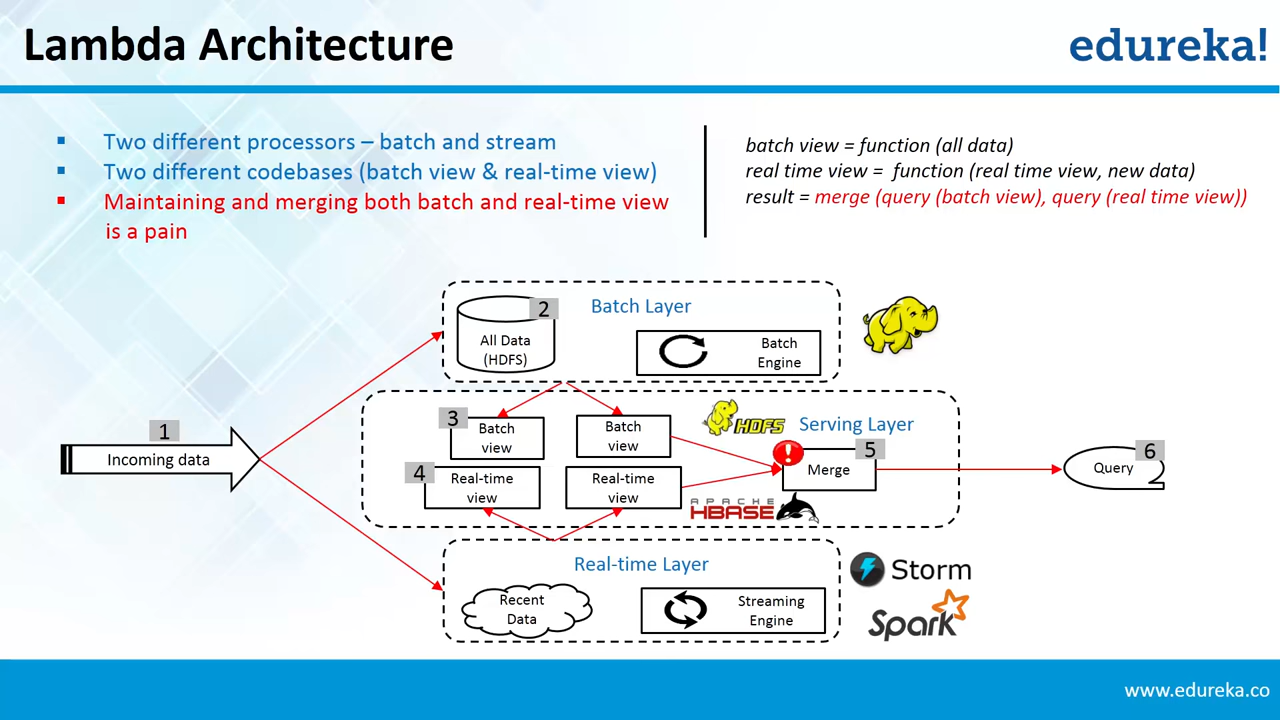 Lambda Architecture
edureka!
▪ Two different processors – batch and stream
▪ Two different codebases (batch view & real-time view)
▪ Maintaining and merging both batch and real-time view
is a pain
batch view = function (all data)
real time view = function (real time view, new data)
result = merge (query (batch view), query (real time view))
2
Batch Layer
All Data
(HDFS)
Batch
Engine
1
Incoming data
3
Batch
view
Batch
view
HDFS
Serving Layer
4
Real-time
view
Real-time
view
!
5
Merge
APACHE
HBASE
6
Query
Real-time Layer
Recent
Data
Streaming
Engine
Storm
Spark
www.edureka.co